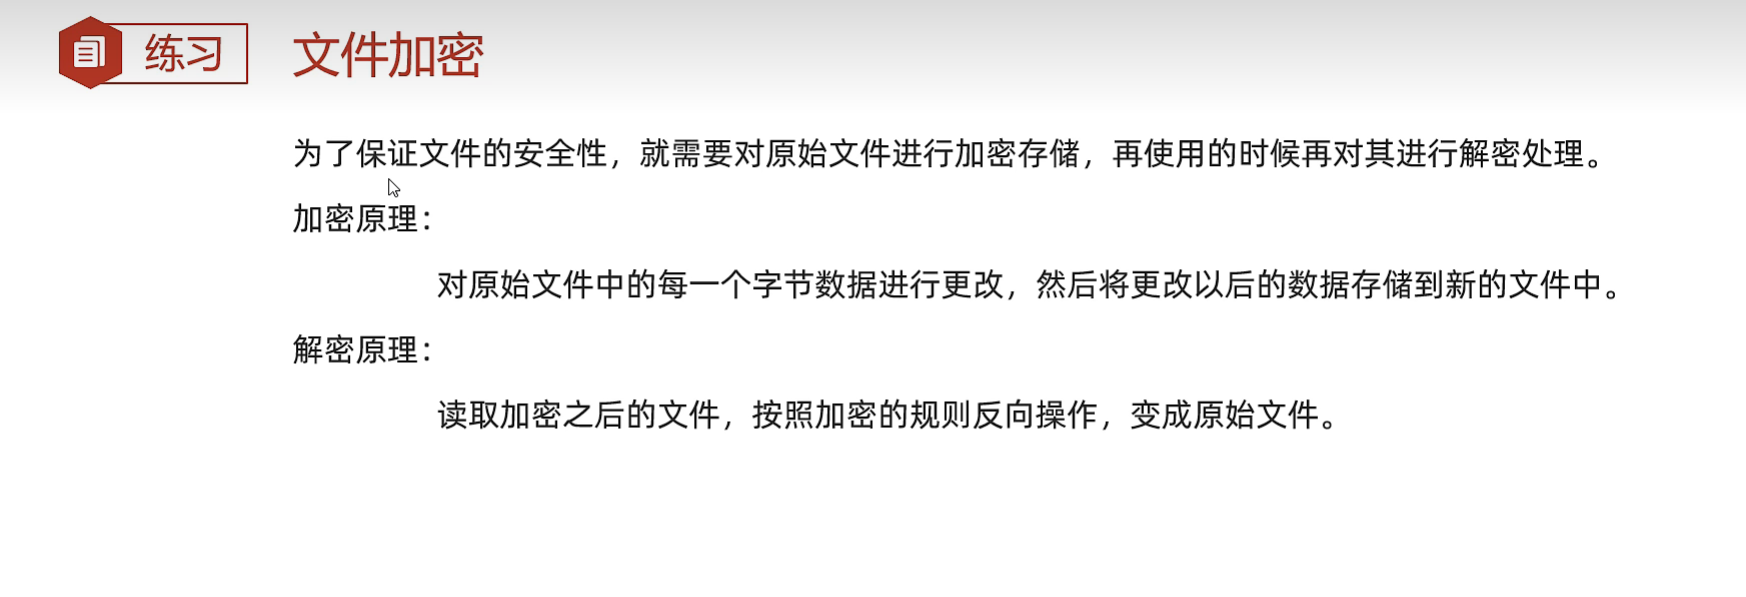 练习 文件加密
为了保证文件的安全性，就需要对原始文件进行加密存储，再使用的时候再对其进行解密处理。
加密原理：
对原始文件中的每一个字节数据进行更改，然后将更改以后的数据存储到新的文件中。
解密原理：
读取加密之后的文件，按照加密的规则反向操作，变成原始文件。